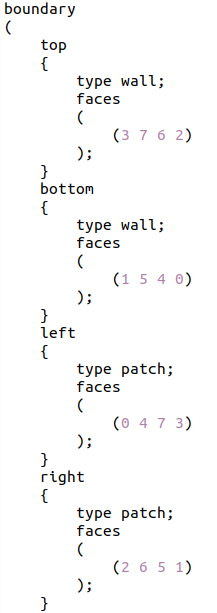 boundary
(
    top
    {
        type wall;
        faces
        (
            (3 7 6 2)
        );
    }
    bottom
    {
        type wall;
        faces
        (
            (1 5 4 0)
        );
    }
    left
    {
        type patch;
        faces
        (
            (0 4 7 3)
        );
    }
    right
    {
        type patch;
        faces
        (
            (2 6 5 1)
        );
    }